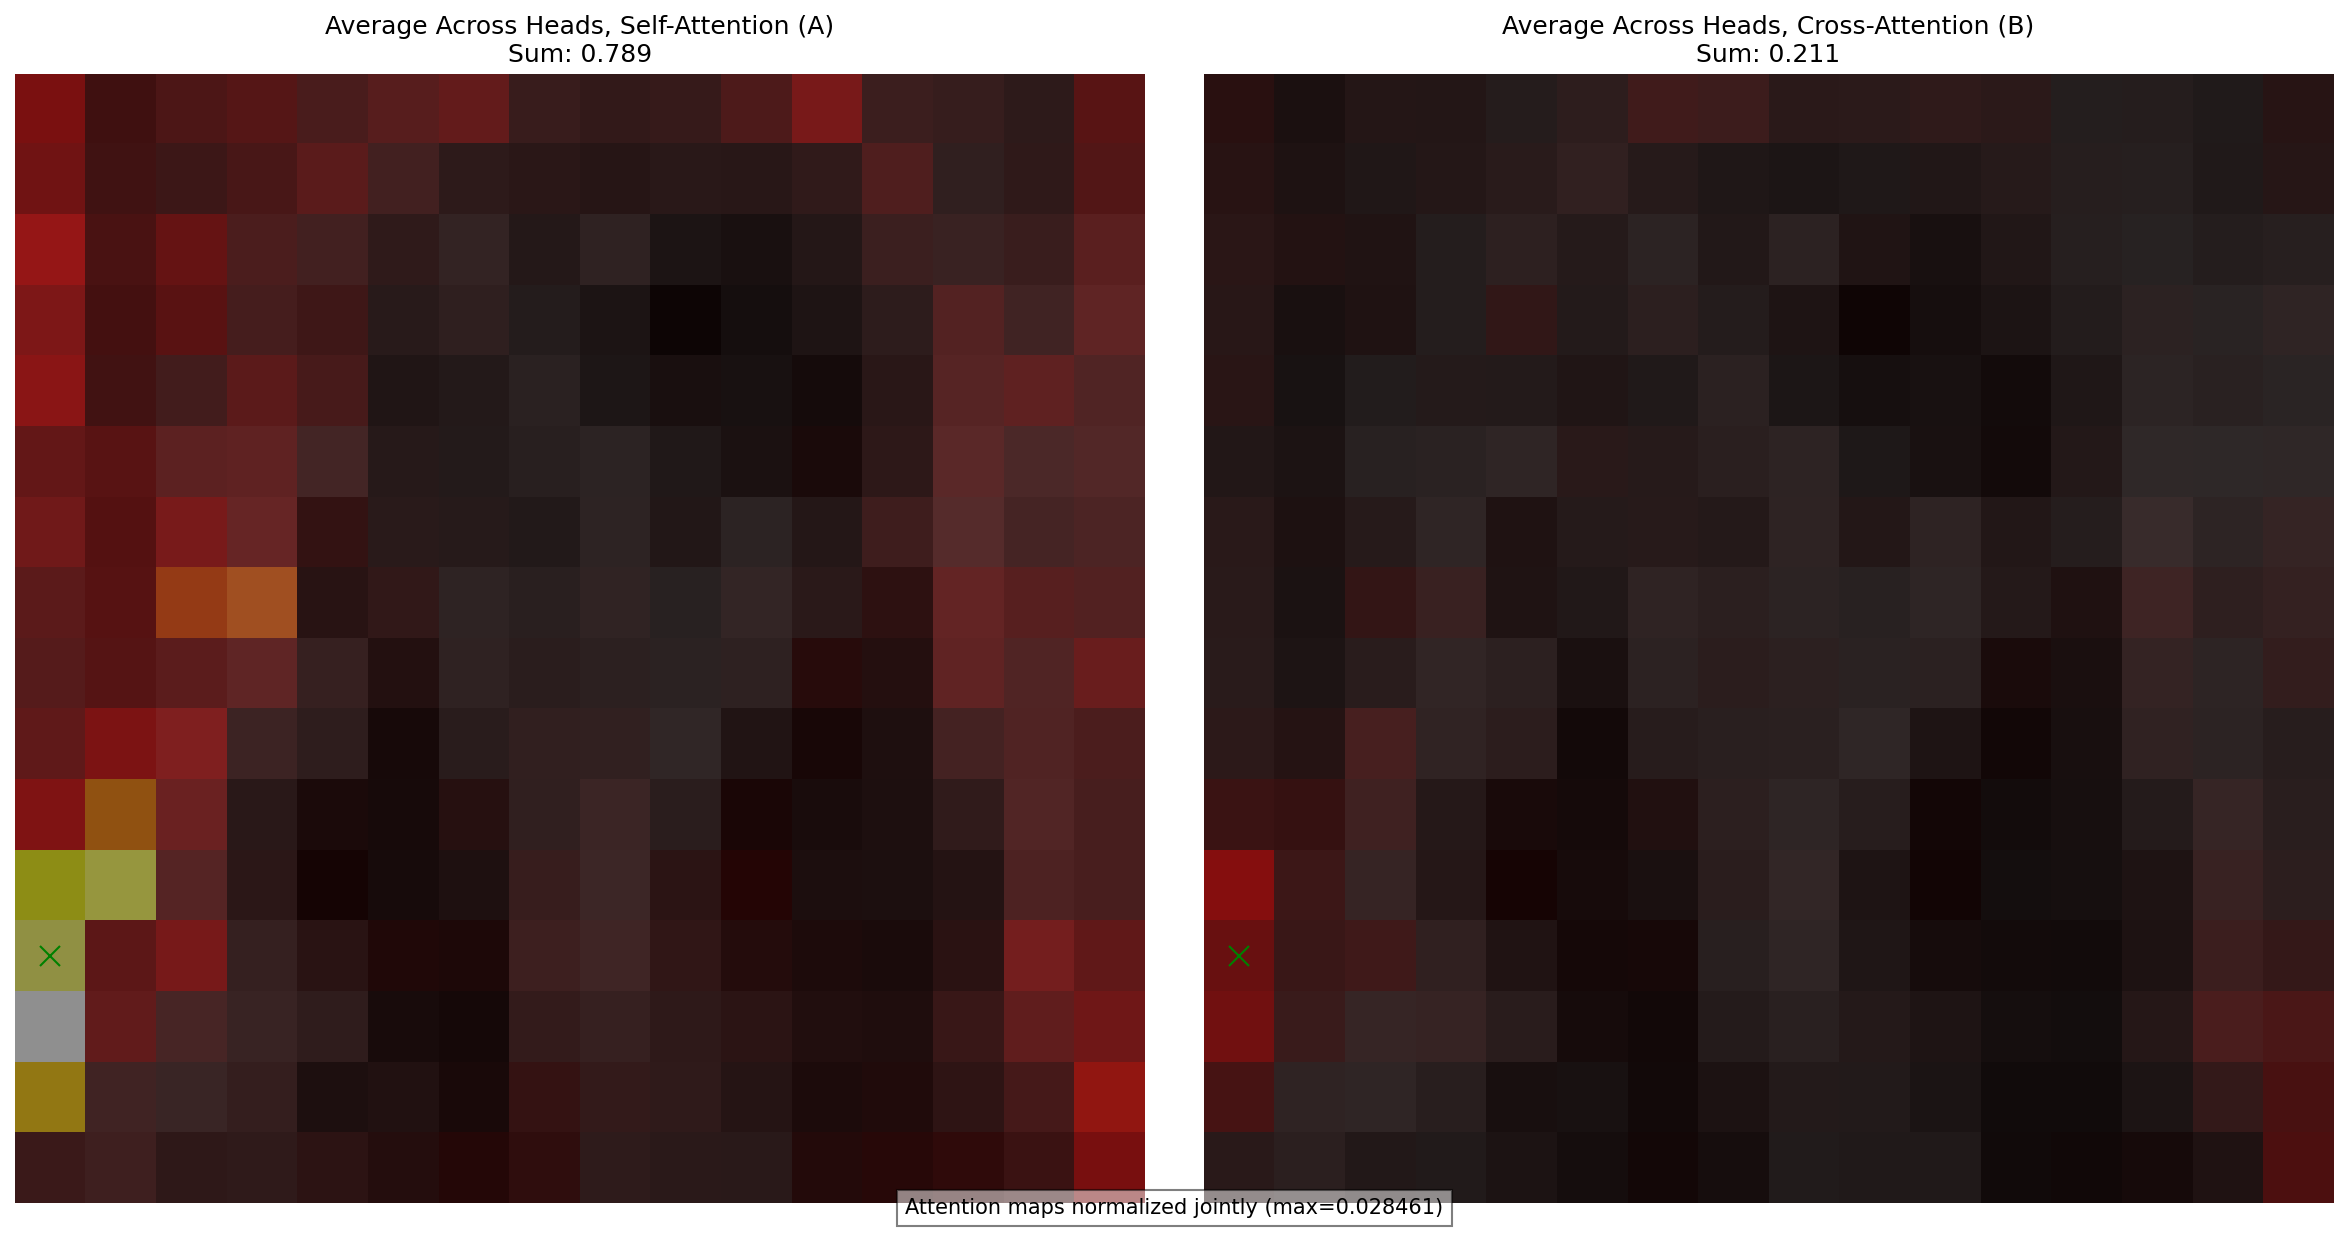 Average Across Heads, Self-Attention (A)
Sum: 0.789
Average Across Heads, Cross-Attention (B)
Sum: 0.211
Attention maps normalized jointly (max=0.028461)